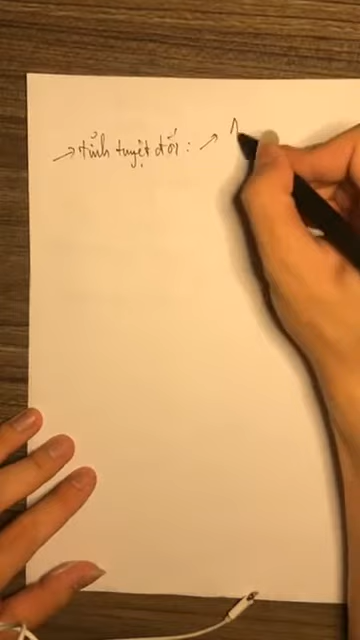 → tính tuyệt đối : ↗